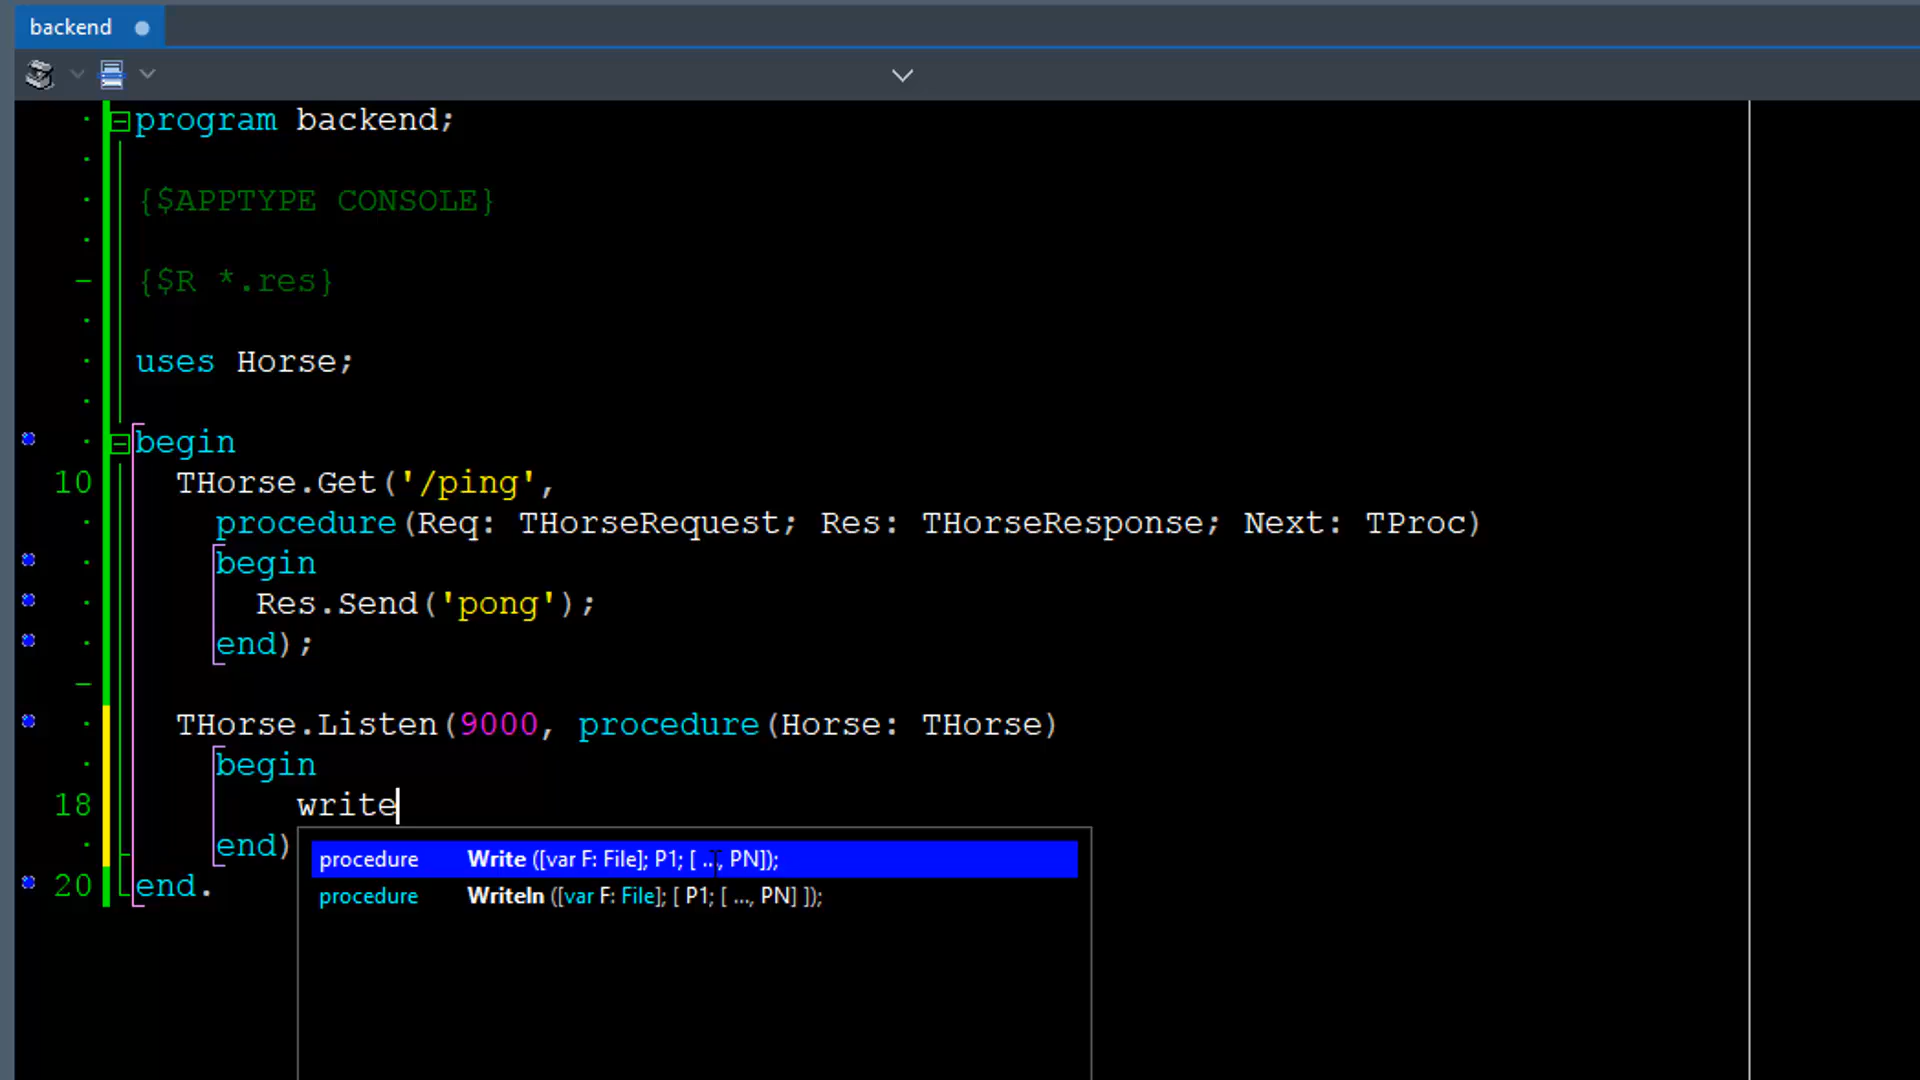 backend
program backend;
{$APPTYPE CONSOLE}
{$R *.res}
uses Horse;
begin
10 THorse.Get('/ping',
procedure(Req: THorseRequest; Res: THorseResponse; Next: TProc)
begin
Res.Send('pong');
end);
THorse.Listen(9000, procedure(Horse: THorse)
begin
18 write
end)
procedure Write ([var F: File]; P1; [ ..., PN]);
20 end.
procedure Writeln ([var F: File]; [ P1; [ ..., PN] ]);